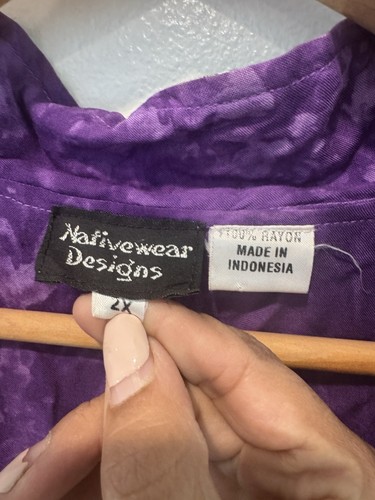 Nativewear
Designs
100% RAYON
MADE IN
INDONESIA
2X